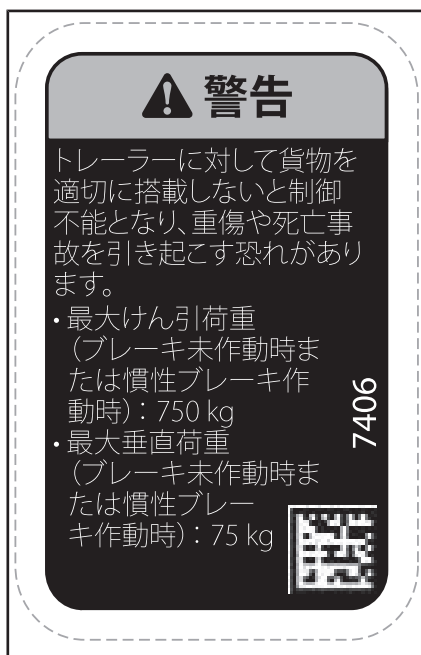 警告
トレーラーに対して貨物を
適切に搭載しないと制御
不能となり、重傷や死亡事
故を引き起こす恐れがあり
ます。
• 最大けん引荷重
（ブレーキ未作動時ま
たは慣性ブレーキ作
動時）：750 kg
• 最大垂直荷重
（ブレーキ未作動時ま
たは慣性ブレー
キ作動時）：75 kg
7406